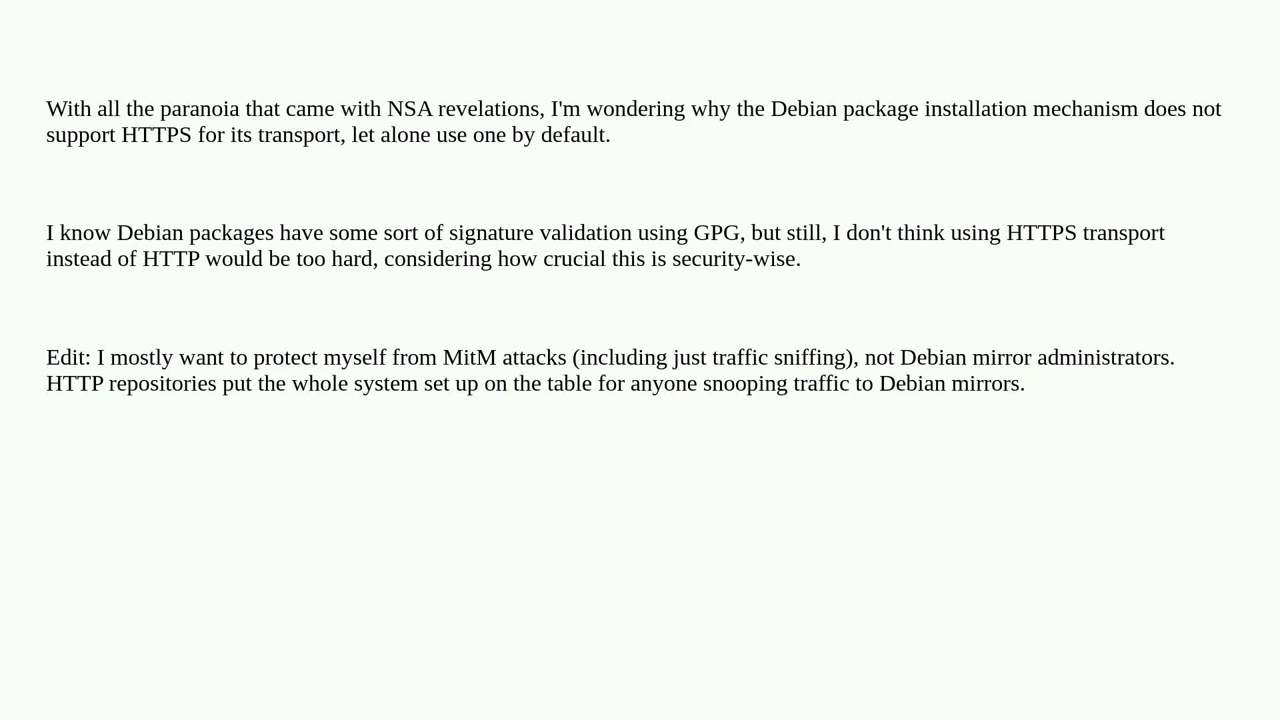 With all the paranoia that came with NSA revelations, I'm wondering why the Debian package installation mechanism does not
support HTTPS for its transport, let alone use one by default.
I know Debian packages have some sort of signature validation using GPG, but still, I don't think using HTTPS transport
instead of HTTP would be too hard, considering how crucial this is security-wise.
Edit: I mostly want to protect myself from MitM attacks (including just traffic sniffing), not Debian mirror administrators.
HTTP repositories put the whole system set up on the table for anyone snooping traffic to Debian mirrors.